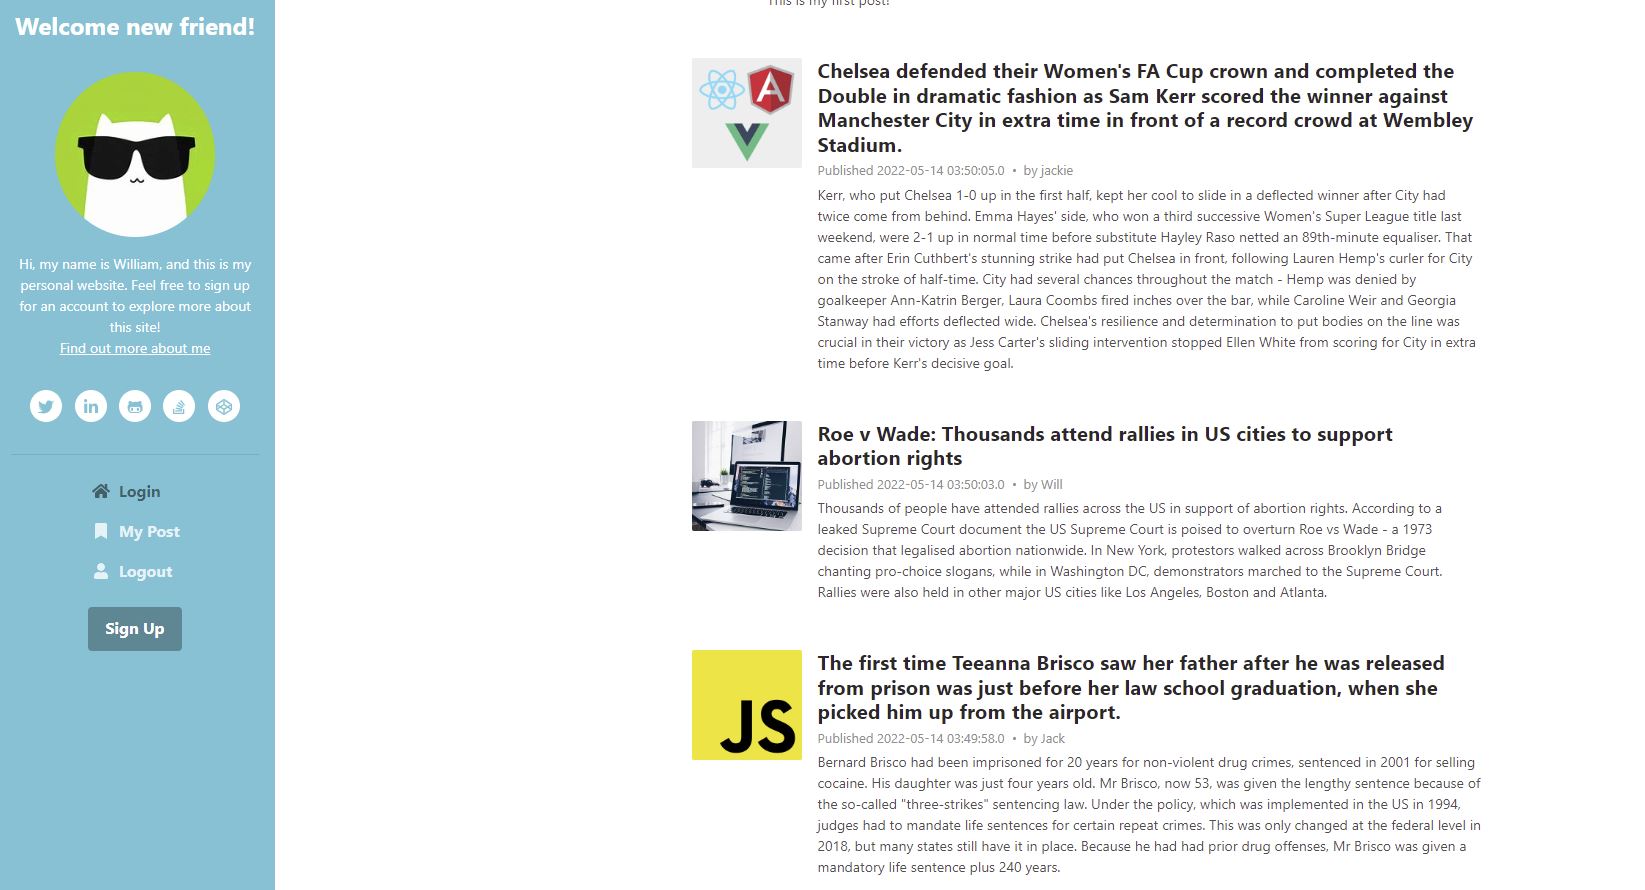 Welcome new friend!
Hi, my name is William, and this is my
personal website. Feel free to sign up
for an account to explore more about
this site!
Find out more about me
in
Login
My Post
Logout
Sign Up
This is my first post!
Chelsea defended their Women's FA Cup crown and completed the
Double in dramatic fashion as Sam Kerr scored the winner against
Manchester City in extra time in front of a record crowd at Wembley
Stadium.
Published 2022-05-14 03:50:05.0 • by jackie
Kerr, who put Chelsea 1-0 up in the first half, kept her cool to slide in a deflected winner after City had
twice come from behind. Emma Hayes' side, who won a third successive Women's Super League title last
weekend, were 2-1 up in normal time before substitute Hayley Raso netted an 89th-minute equaliser. That
came after Erin Cuthbert's stunning strike had put Chelsea in front, following Lauren Hemp's curler for City
on the stroke of half-time. City had several chances throughout the match - Hemp was denied by
goalkeeper Ann-Katrin Berger, Laura Coombs fired inches over the bar, while Caroline Weir and Georgia
Stanway had efforts deflected wide. Chelsea's resilience and determination to put bodies on the line was
crucial in their victory as Jess Carter's sliding intervention stopped Ellen White from scoring for City in extra
time before Kerr's decisive goal.
Roe v Wade: Thousands attend rallies in US cities to support
abortion rights
Published 2022-05-14 03:50:03.0 • by Will
Thousands of people have attended rallies across the US in support of abortion rights. According to a
leaked Supreme Court document the US Supreme Court is poised to overturn Roe vs Wade - a 1973
decision that legalised abortion nationwide. In New York, protestors walked across Brooklyn Bridge
chanting pro-choice slogans, while in Washington DC, demonstrators marched to the Supreme Court.
Rallies were also held in other major US cities like Los Angeles, Boston and Atlanta.
JS
The first time Teeanna Brisco saw her father after he was released
from prison was just before her law school graduation, when she
picked him up from the airport.
Published 2022-05-14 03:49:58.0 • by Jack
Bernard Brisco had been imprisoned for 20 years for non-violent drug crimes, sentenced in 2001 for selling
cocaine. His daughter was just four years old. Mr Brisco, now 53, was given the lengthy sentence because of
the so-called "three-strikes" sentencing law. Under the policy, which was implemented in the US in 1994,
judges had to mandate life sentences for certain repeat crimes. This was only changed at the federal level in
2018, but many states still have it in place. Because he had had prior drug offenses, Mr Brisco was given a
mandatory life sentence plus 240 years.